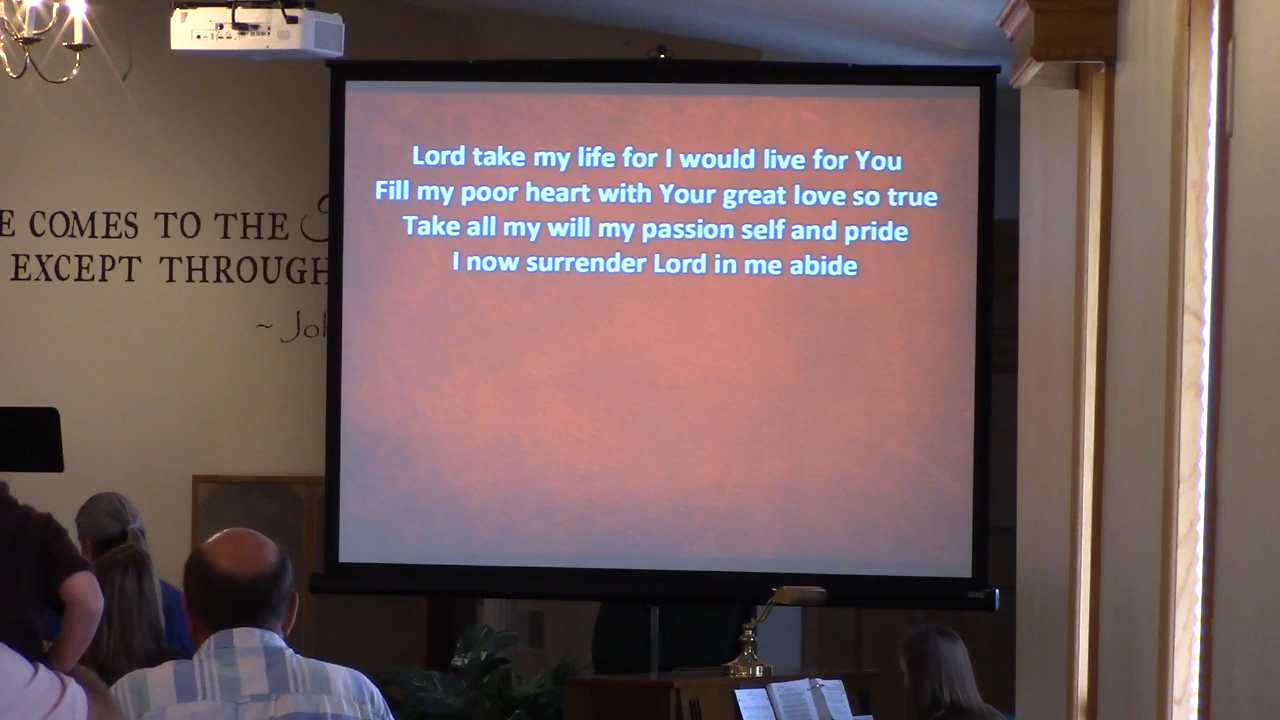 Lord take my life for I would live for You
Fill my poor heart with Your great love so true
Take all my will my passion self and pride
I now surrender Lord in me abide
COMES TO THE
EXCEPT THROUGH